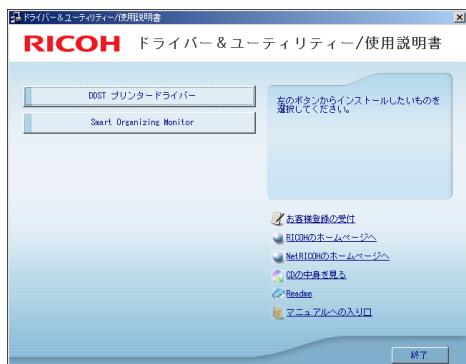 ドライバー＆ユーティリティー/使用説明書
RICOH ドライバー＆ユーティリティー/使用説明書
DDST プリンタードライバー
Smart Organizing Monitor
左のボタンからインストールしたいものを
選択してください。
お客様登録の受付
RICOHのホームページへ
NetRICOHのホームページへ
CDの中身を見る
Readme
マニュアルへの入り口
終了